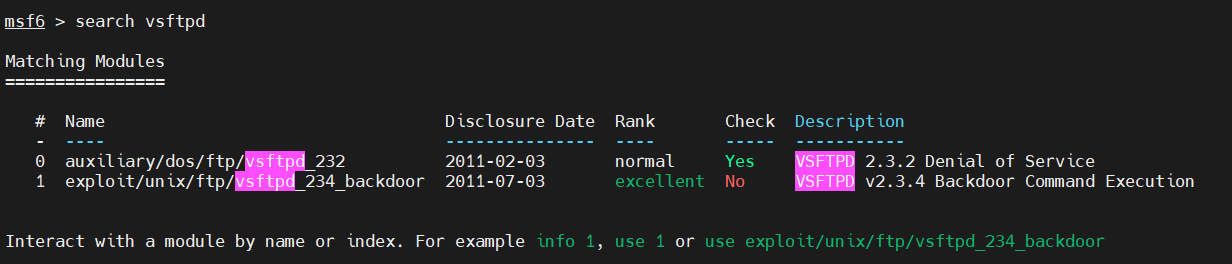 msf6 > search vsftpd
Matching Modules
================
# Name Disclosure Date Rank Check Description
- ---- --------------- ---- ----- -----------
0 auxiliary/dos/ftp/vsftpd_232 2011-02-03 normal Yes VSFTPD 2.3.2 Denial of Service
1 exploit/unix/ftp/vsftpd_234_backdoor 2011-07-03 excellent No VSFTPD v2.3.4 Backdoor Command Execution
Interact with a module by name or index. For example info 1, use 1 or use exploit/unix/ftp/vsftpd_234_backdoor